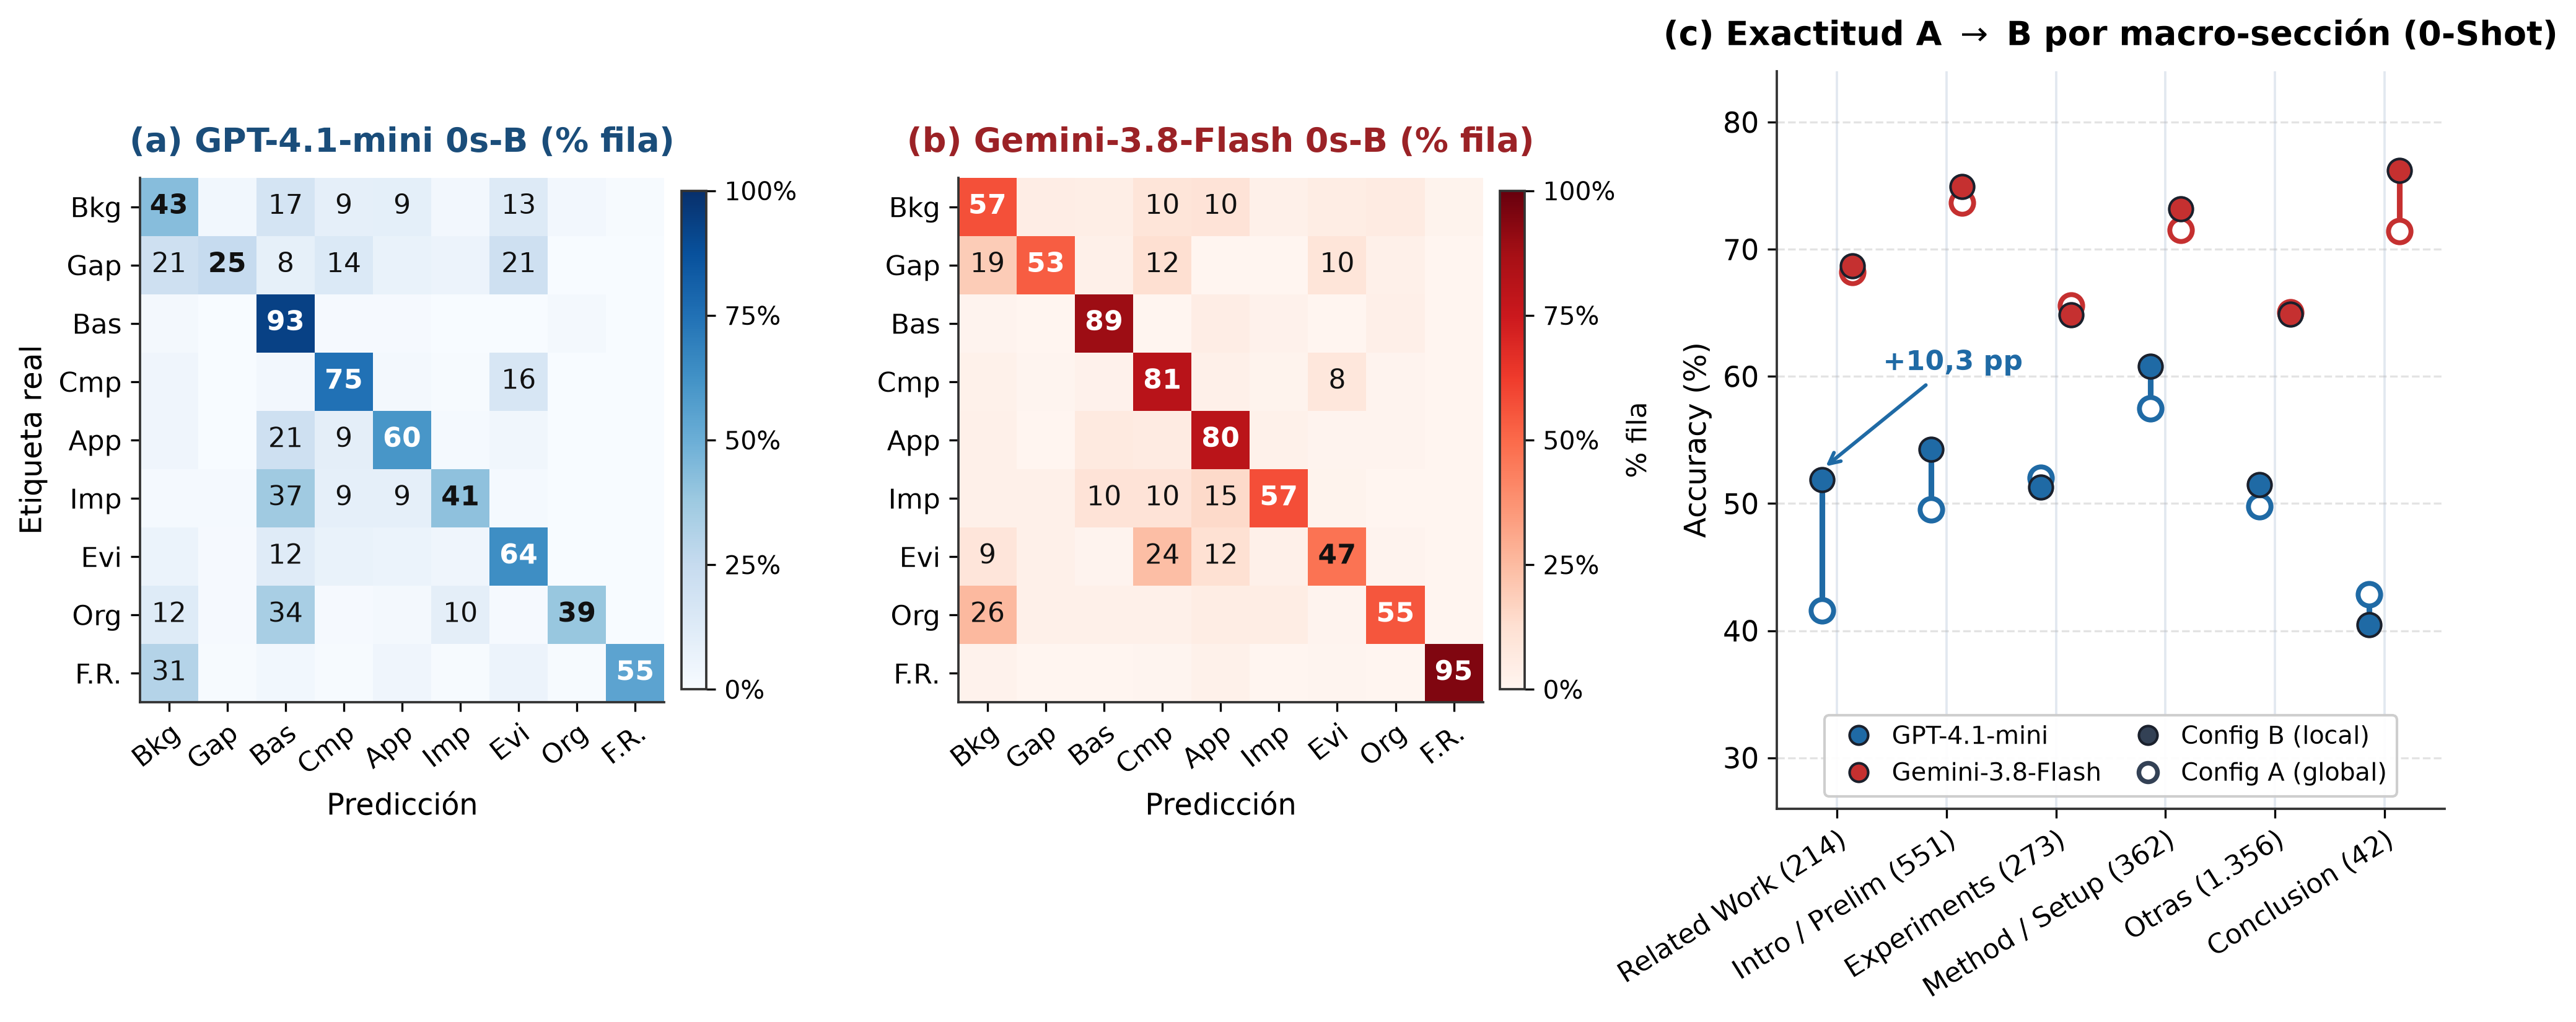 (c) Exactitud A → B por macro-sección (0-Shot)
(a) GPT-4.1-mini 0s-B (% fila)
Etiqueta real
Bkg 43 17 9 9 13
Gap 21 25 8 14 21
Bas 93
Cmp 75 16
App 21 9 60
Imp 37 9 9 41
Evi 12 64
Org 12 34 10 39
F.R. 31 55
Bkg Gap Bas Cmp App Imp Evi Org F.R.
Predicción
100%
75%
50%
25%
0%
(b) Gemini-3.8-Flash 0s-B (% fila)
Bkg 57 10 10
Gap 19 53 12 10
Bas 89
Cmp 81 8
App 80
Imp 10 10 15 57
Evi 9 24 12 47
Org 26 55
F.R. 95
Bkg Gap Bas Cmp App Imp Evi Org F.R.
Predicción
100%
75%
50%
25%
0%
% fila
Accuracy (%)
80
70
60
50
40
30
+10,3 pp
GPT-4.1-mini
Gemini-3.8-Flash
Config B (local)
Config A (global)
Related Work (214)
Intro / Prelim (551)
Experiments (273)
Method / Setup (362)
Otras (1.356)
Conclusion (42)